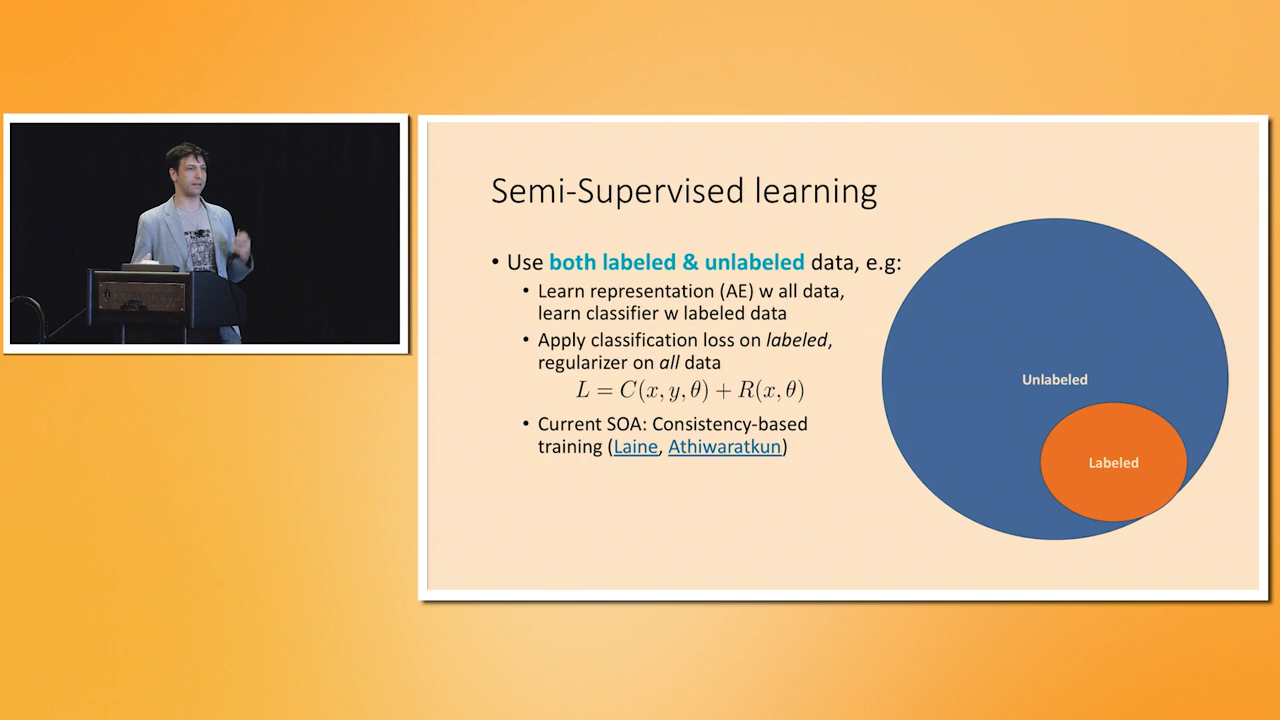 Semi-Supervised learning
• Use both labeled & unlabeled data, e.g:
• Learn representation (AE) w all data,
learn classifier w labeled data
• Apply classification loss on labeled,
regularizer on all data
L = C(x, y, θ) + R(x, θ)
• Current SOA: Consistency-based
training (Laine, Athiwaratkun)
Unlabeled
Labeled